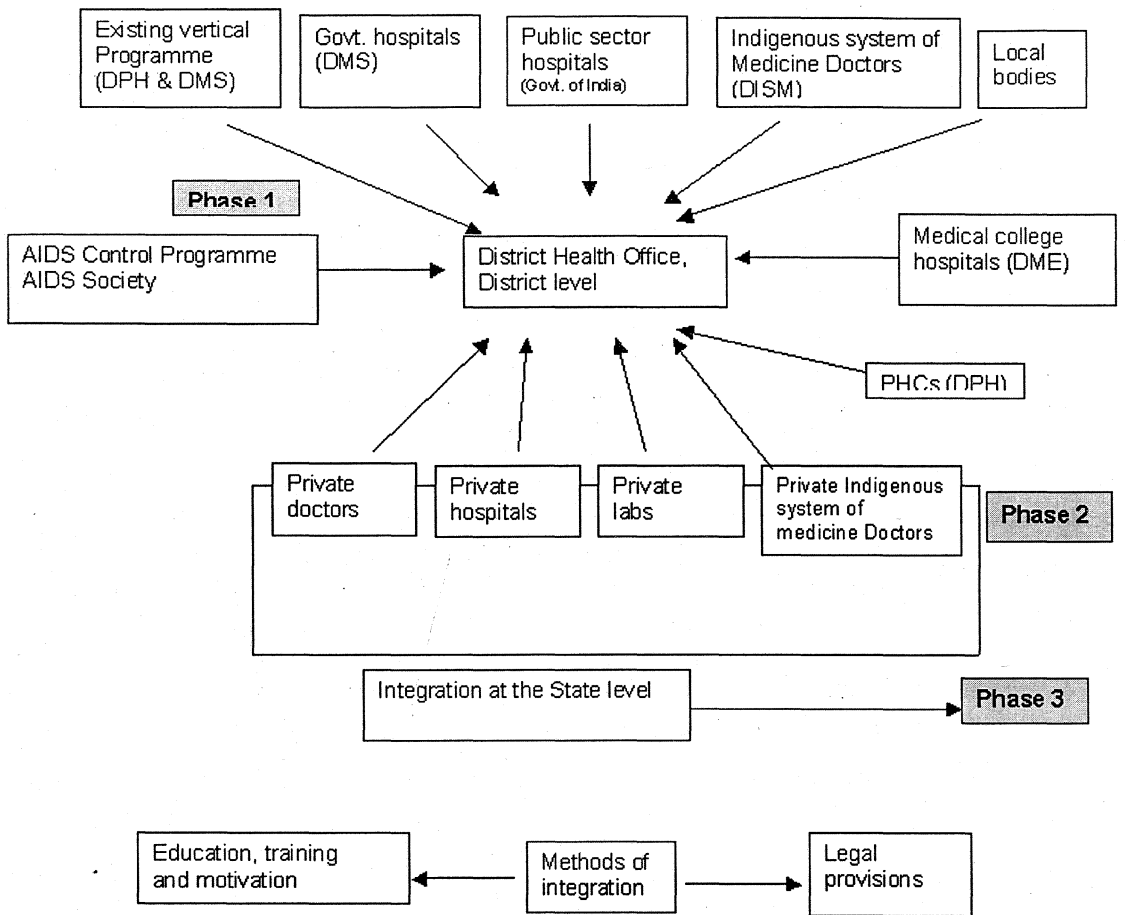 Existing vertical
Programme
(DPH & DMS)
Govt. hospitals
(DMS)
Public sector
hospitals
(Govt. of India)
Indigenous system of
Medicine Doctors
(DISM)
Local
bodies
Phase 1
AIDS Control Programme
AIDS Society
District Health Office,
District level
Medical college
hospitals (DME)
PHCs (DPH)
Private
doctors
Private
hospitals
Private
labs
Private Indigenous
system of
medicine Doctors
Phase 2
Integration at the State level
Phase 3
Education, training
and motivation
Methods of
integration
Legal
provisions